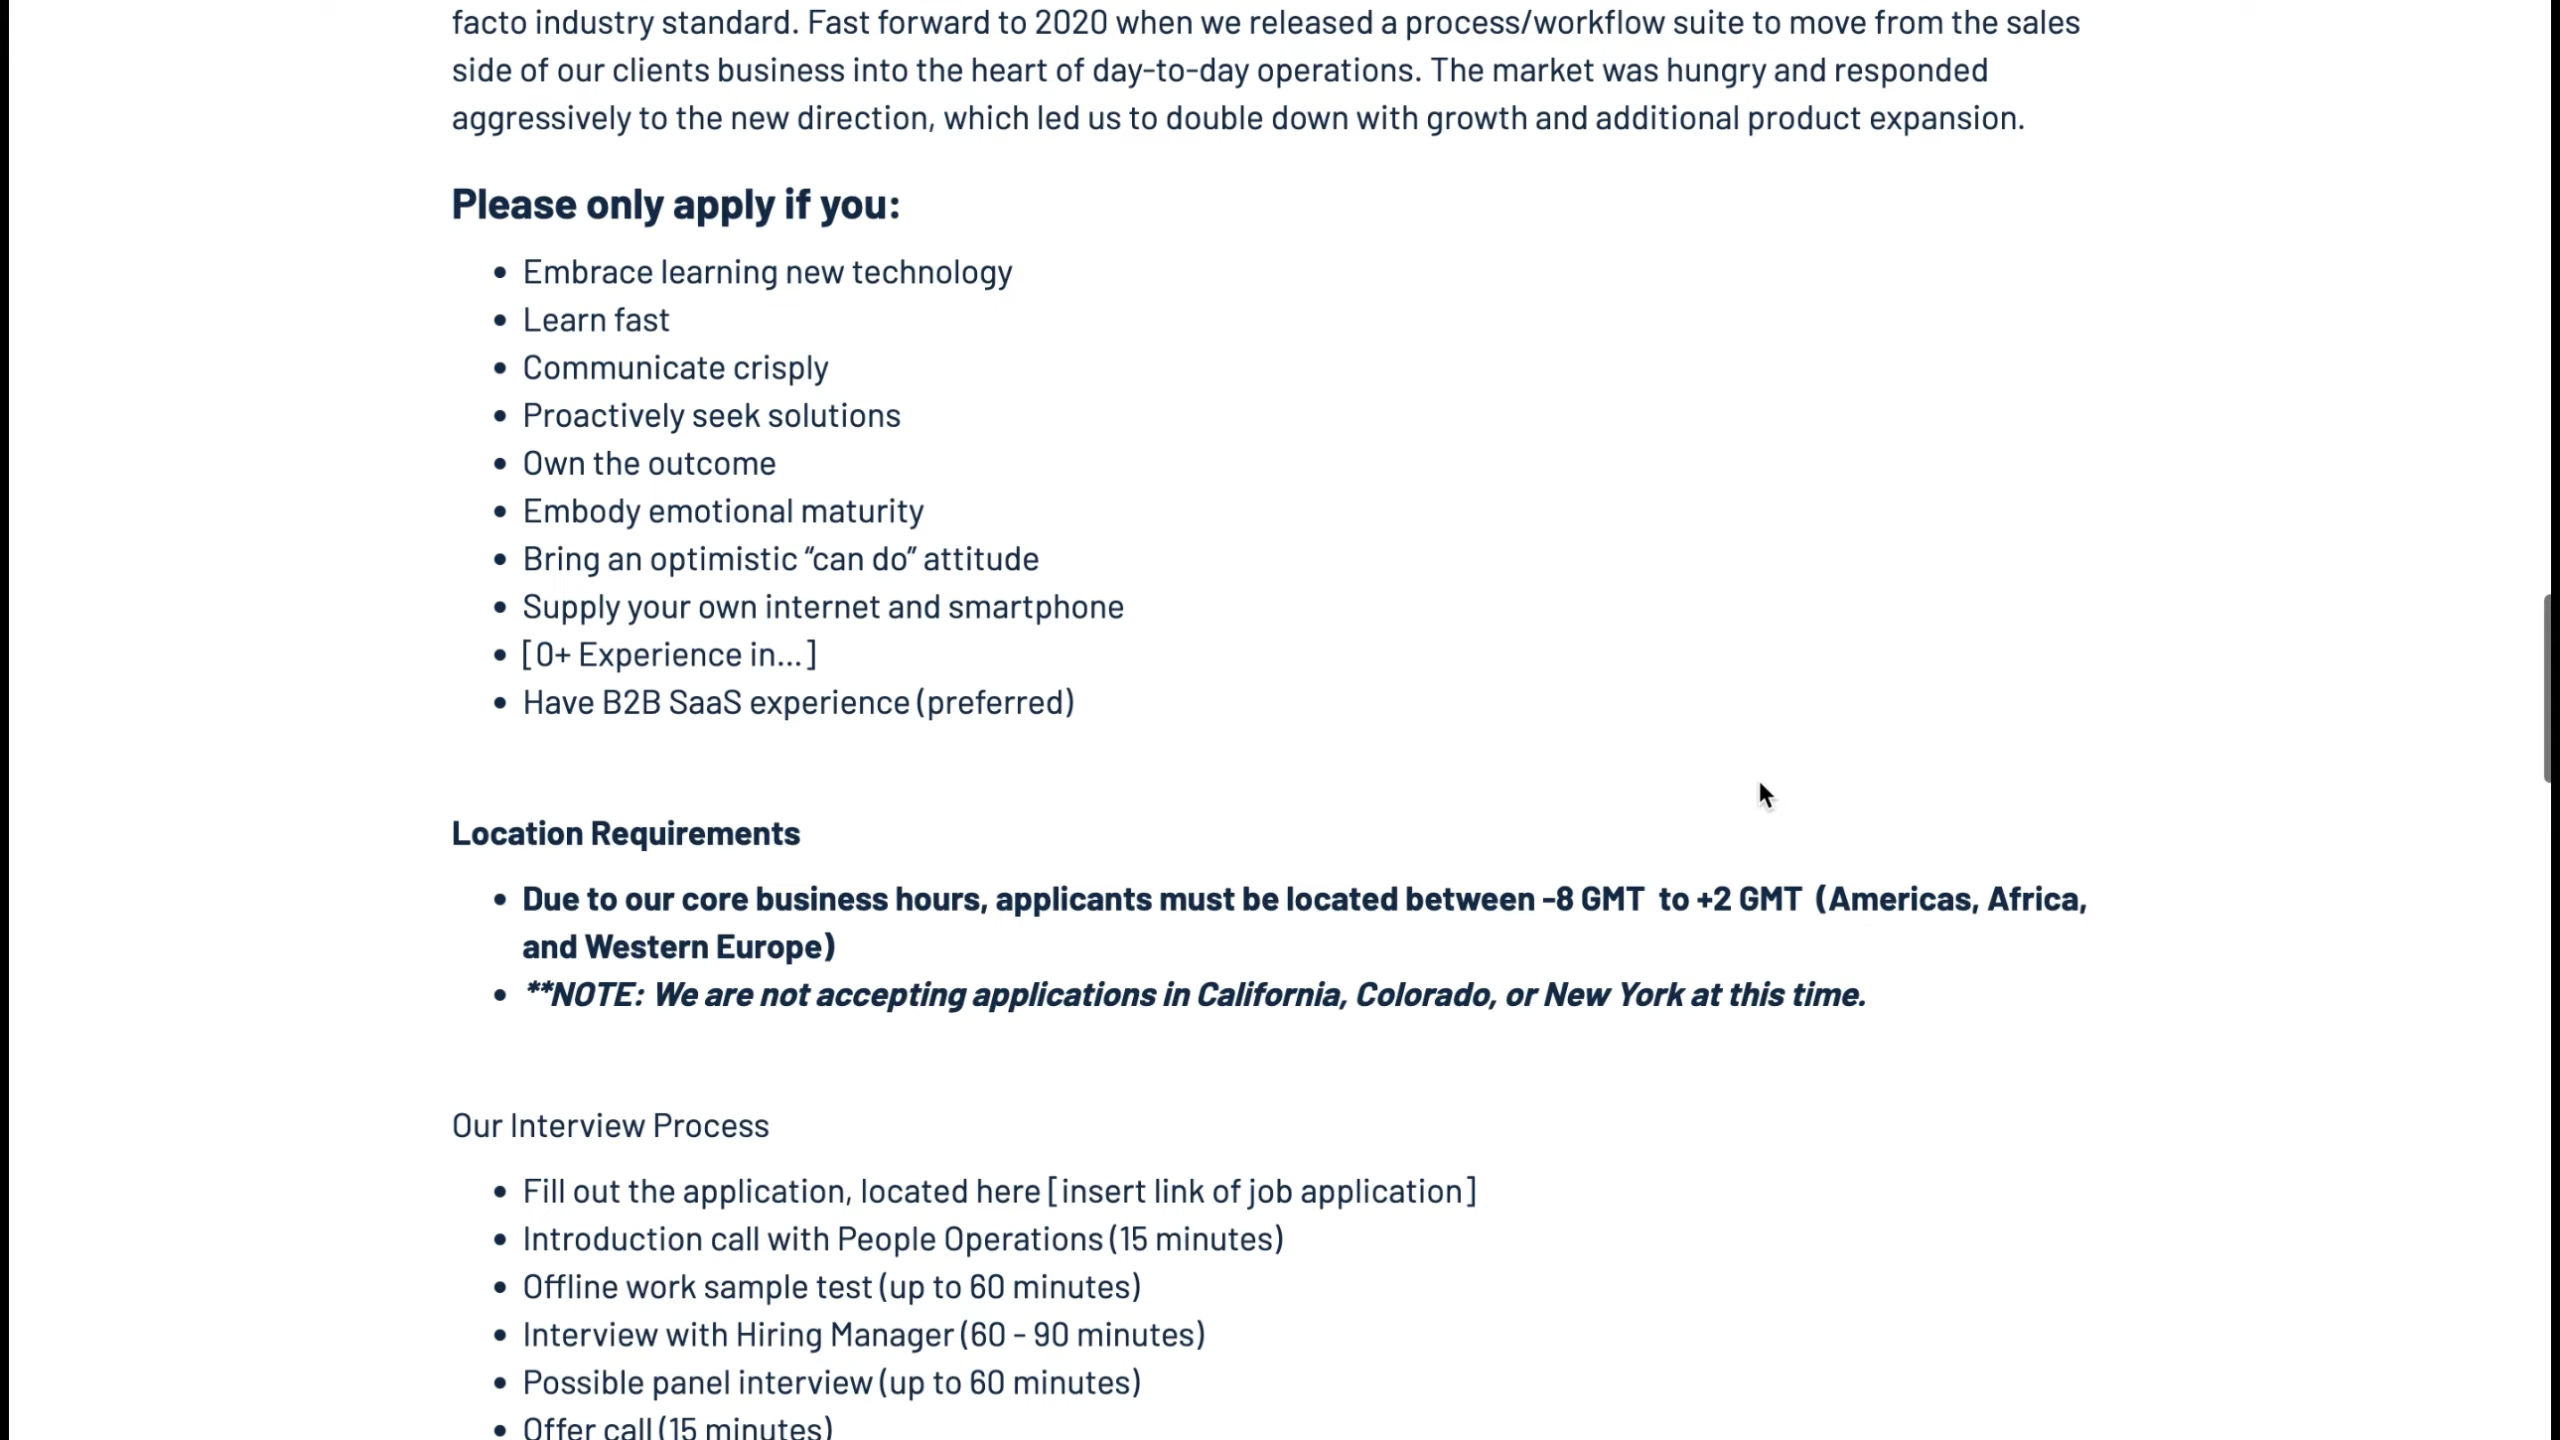 facto industry standard. Fast forward to 2020 when we released a process/workflow suite to move from the sales
side of our clients business into the heart of day-to-day operations. The market was hungry and responded
aggressively to the new direction, which led us to double down with growth and additional product expansion.
Please only apply if you:
• Embrace learning new technology
• Learn fast
• Communicate crisply
• Proactively seek solutions
• Own the outcome
• Embody emotional maturity
• Bring an optimistic “can do” attitude
• Supply your own internet and smartphone
• [0+ Experience in...]
• Have B2B SaaS experience (preferred)
Location Requirements
• Due to our core business hours, applicants must be located between -8 GMT  to +2 GMT  (Americas, Africa,
and Western Europe)
• **NOTE: We are not accepting applications in California, Colorado, or New York at this time.
Our Interview Process
• Fill out the application, located here [insert link of job application]
• Introduction call with People Operations (15 minutes)
• Offline work sample test (up to 60 minutes)
• Interview with Hiring Manager (60 - 90 minutes)
• Possible panel interview (up to 60 minutes)
• Offer call (15 minutes)